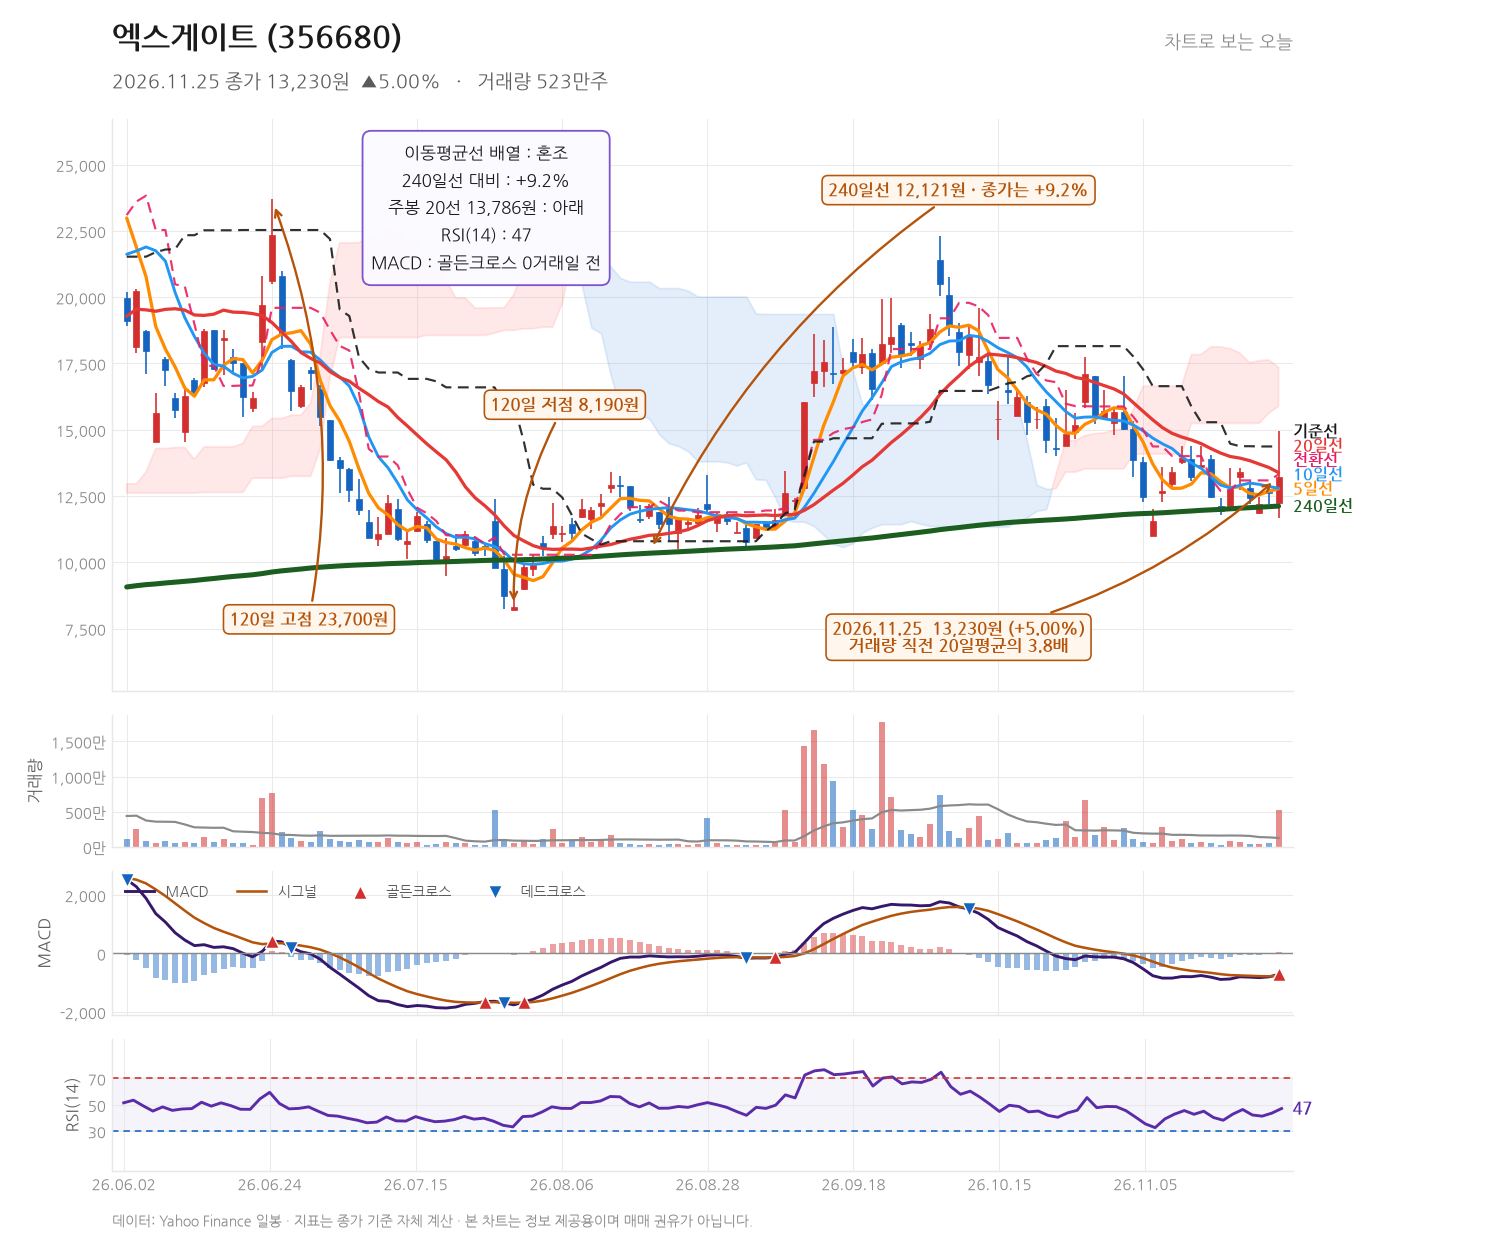 엑스게이트 (356680)
차트로 보는 오늘
2026.11.25 종가 13,230원 ▲5.00% · 거래량 523만주
이동평균선 배열 : 혼조
240일선 대비 : +9.2%
주봉 20선 13,786원 : 아래
RSI(14) : 47
MACD : 골든크로스 0거래일 전
240일선 12,121원 · 종가는 +9.2%
120일 저점 8,190원
120일 고점 23,700원
2026.11.25 13,230원 (+5.00%)
거래량 직전 20일평균의 3.8배
25,000
22,500
20,000
17,500
15,000
12,500
10,000
7,500
기준선
20일선
전환선
10일선
5일선
240일선
거래량
1,500만
1,000만
500만
0만
MACD
MACD 시그널 골든크로스 데드크로스
2,000
0
-2,000
RSI(14)
70
50
30
47
26.06.02 26.06.24 26.07.15 26.08.06 26.08.28 26.09.18 26.10.15 26.11.05
데이터: Yahoo Finance 일봉 · 지표는 종가 기준 자체 계산 · 본 차트는 정보 제공용이며 매매 권유가 아닙니다.